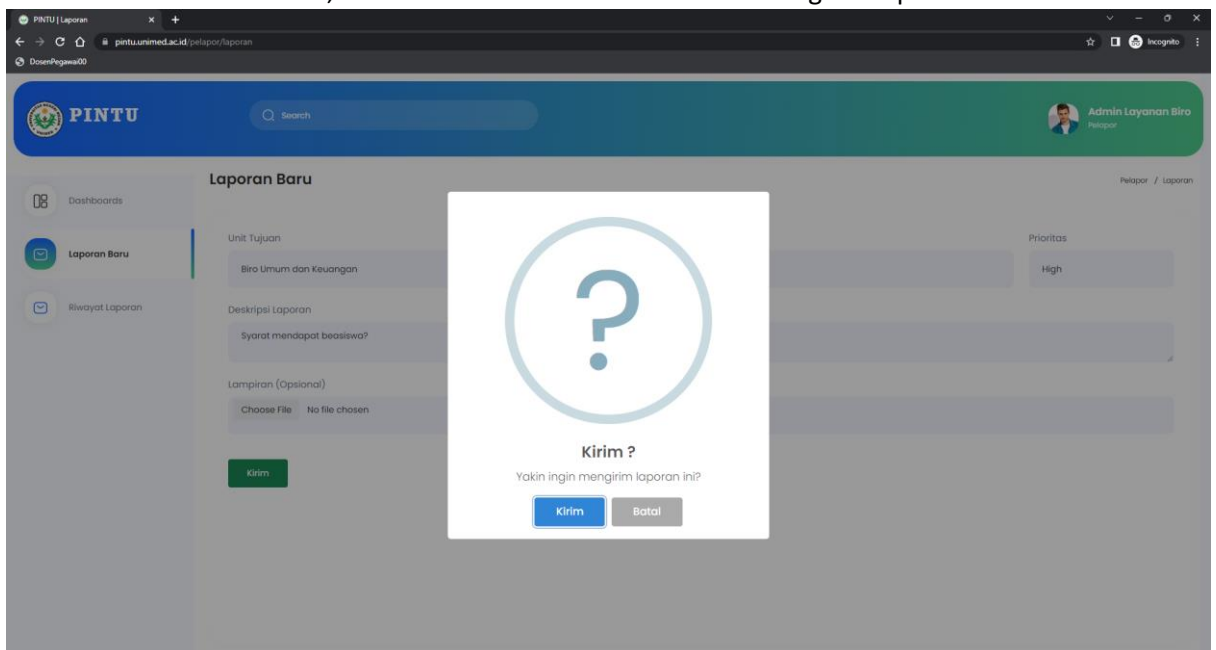 PINTU | Laporan
pintu.unimed.ac.id/pelapor/laporan
Incognito
DosenPegawai00
PINTU
Search
Admin Layanan Biro
Pelapor
Laporan Baru
Pelapor / Laporan
Dashboards
Laporan Baru
Riwayat Laporan
Unit Tujuan
Prioritas
Biro Umum dan Keuangan
High
Deskripsi Laporan
Syarat mendapat beasiswa?
Lampiran (Opsional)
Choose File No file chosen
Kirim
Kirim ?
Yakin ingin mengirim laporan ini?
Kirim Batal